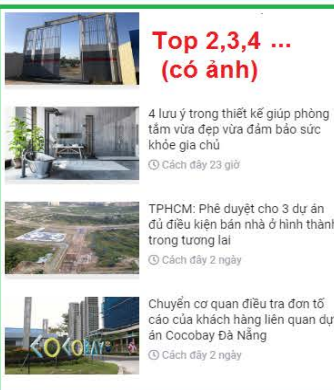 Top 2,3,4 ...
(có ảnh)
4 lưu ý trong thiết kế giúp phòng
tắm vừa đẹp vừa đảm bảo sức
khỏe gia chủ
Cách đây 23 giờ
TPHCM: Phê duyệt cho 3 dự án
đủ điều kiện bán nhà ở hình thành
trong tương lai
Cách đây 2 ngày
Chuyển cơ quan điều tra đơn tố
cáo của khách hàng liên quan dự
án Cocobay Đà Nẵng
Cách đây 2 ngày
COCOBAY